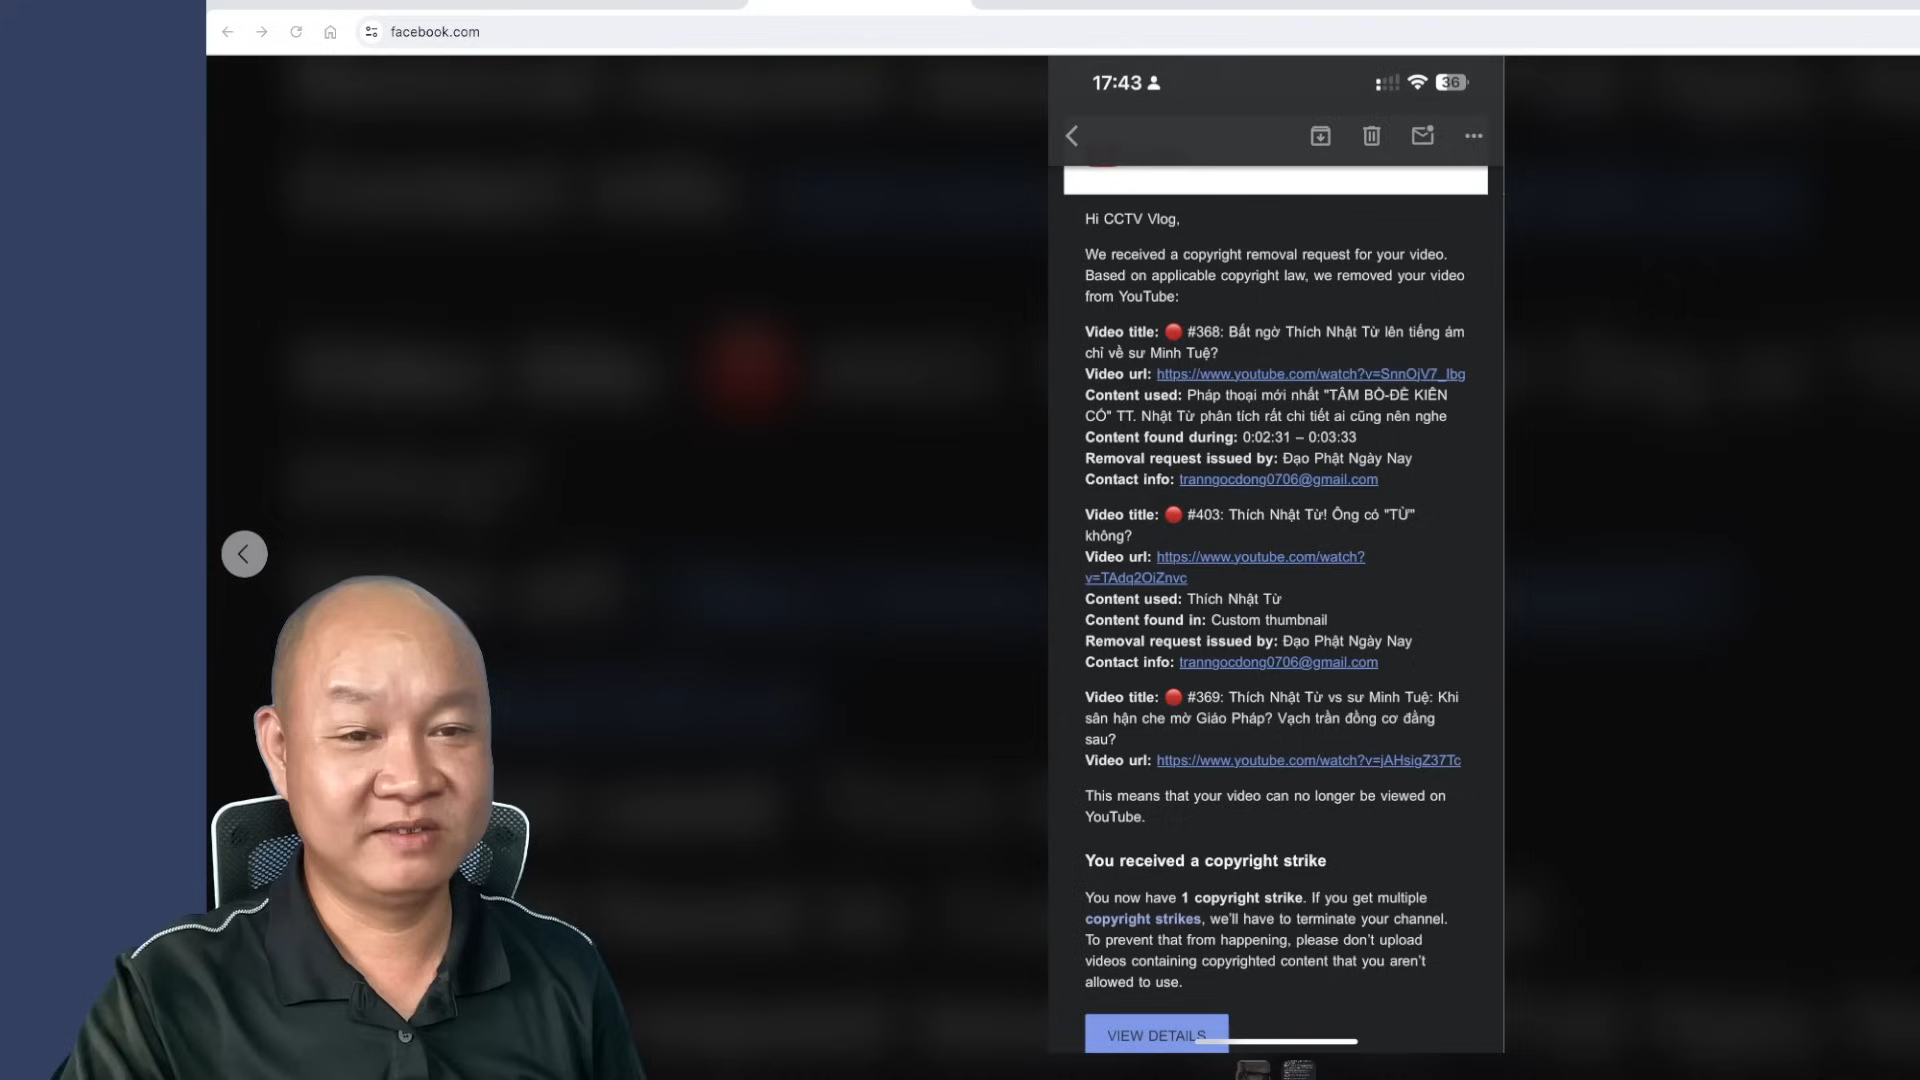 facebook.com
17:43
36
Hi CCTV Vlog,
We received a copyright removal request for your video.
Based on applicable copyright law, we removed your video
from YouTube:
Video title: 🔴 #368: Bất ngờ Thích Nhật Từ lên tiếng ám
chỉ về sư Minh Tuệ?
Video url: https://www.youtube.com/watch?v=SnnOjV7_Ibg
Content used: Pháp thoại mới nhất "TÂM BỒ-ĐỀ KIÊN
CỐ" TT. Nhật Từ phân tích rất chi tiết ai cũng nên nghe
Content found during: 0:02:31 – 0:03:33
Removal request issued by: Đạo Phật Ngày Nay
Contact info: tranngocdong0706@gmail.com
Video title: 🔴 #403: Thích Nhật Từ! Ông có "TỪ"
không?
Video url: https://www.youtube.com/watch?
v=TAdq2OiZnvc
Content used: Thích Nhật Từ
Content found in: Custom thumbnail
Removal request issued by: Đạo Phật Ngày Nay
Contact info: tranngocdong0706@gmail.com
Video title: 🔴 #369: Thích Nhật Từ vs sư Minh Tuệ: Khi
sân hận che mờ Giáo Pháp? Vạch trần đồng cơ đằng
sau?
Video url: https://www.youtube.com/watch?v=jAHsigZ37Tc
This means that your video can no longer be viewed on
YouTube.
You received a copyright strike
You now have 1 copyright strike. If you get multiple
copyright strikes, we’ll have to terminate your channel.
To prevent that from happening, please don’t upload
videos containing copyrighted content that you aren’t
allowed to use.
VIEW DETAILS